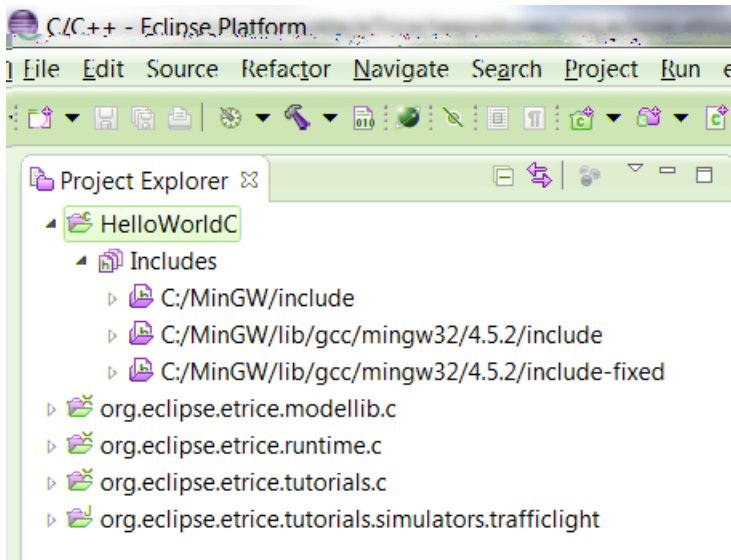 C/C++ - Eclipse Platform
File Edit Source Refactor Navigate Search Project Run
010
Project Explorer
HelloWorldC
Includes
C:/MinGW/include
C:/MinGW/lib/gcc/mingw32/4.5.2/include
C:/MinGW/lib/gcc/mingw32/4.5.2/include-fixed
org.eclipse.etrice.modellib.c
org.eclipse.etrice.runtime.c
org.eclipse.etrice.tutorials.c
org.eclipse.etrice.tutorials.simulators.trafficlight